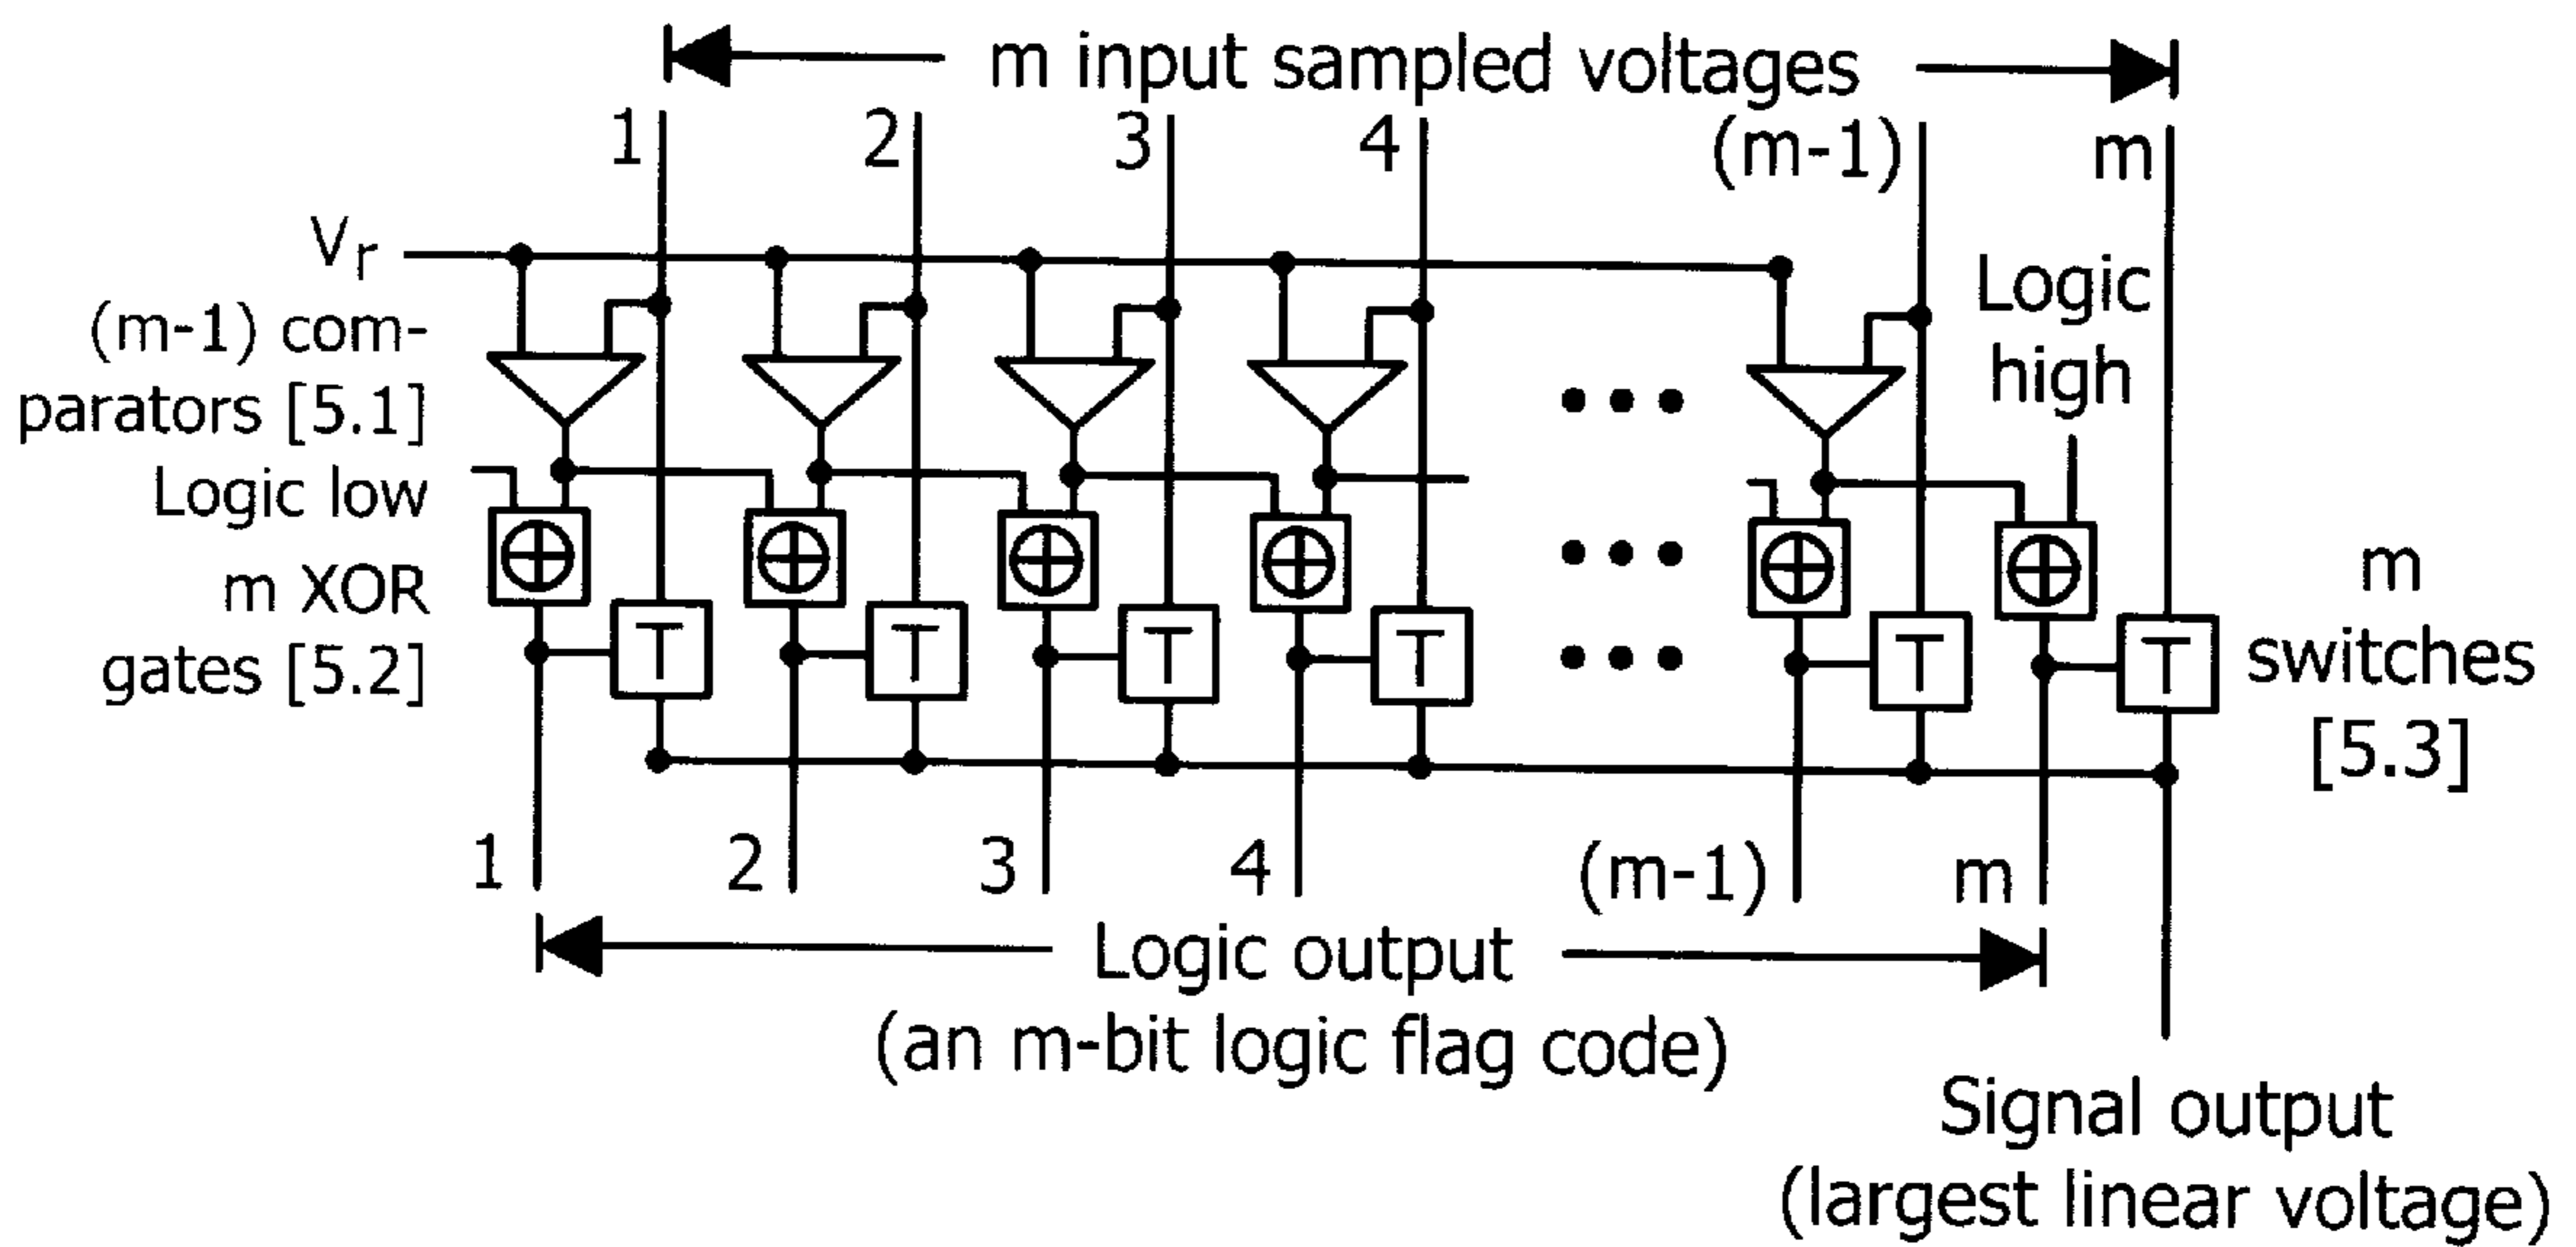 m input sampled voltages
1 2 3 4 (m-1) m
Vr
(m-1) com-
parators [5.1]
Logic
high
Logic low
m XOR
gates [5.2]
T T T T T T
m
switches
[5.3]
1 2 3 4 (m-1) m
Logic output
(an m-bit logic flag code)
Signal output
(largest linear voltage)